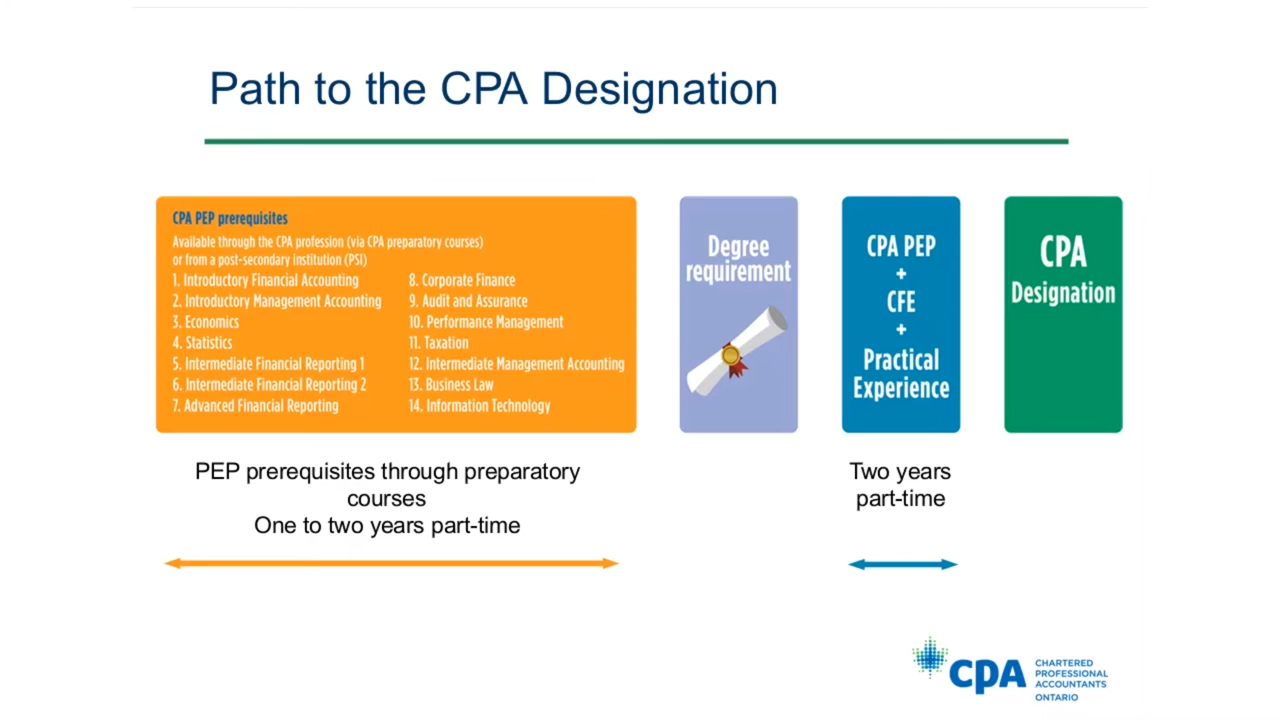 Path to the CPA Designation
CPA PEP prerequisites
Available through the CPA profession (via CPA preparatory courses)
or from a post-secondary institution (PSI)
1. Introductory Financial Accounting
2. Introductory Management Accounting
3. Economics
4. Statistics
5. Intermediate Financial Reporting 1
6. Intermediate Financial Reporting 2
7. Advanced Financial Reporting
8. Corporate Finance
9. Audit and Assurance
10. Performance Management
11. Taxation
12. Intermediate Management Accounting
13. Business Law
14. Information Technology
Degree
requirement
CPA PEP
+
CFE
+
Practical
Experience
CPA
Designation
PEP prerequisites through preparatory
courses
One to two years part-time
Two years
part-time
CPA
CHARTERED
PROFESSIONAL
ACCOUNTANTS
ONTARIO